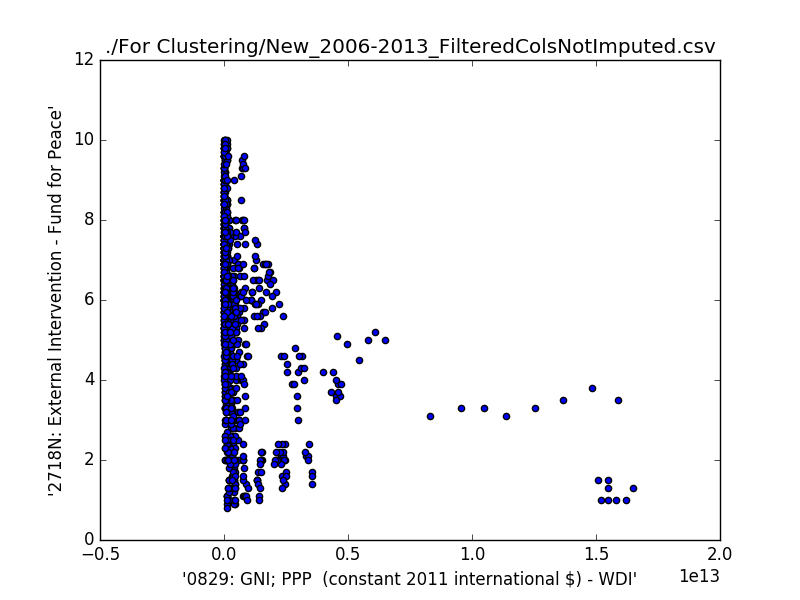 ./For Clustering/New_2006-2013_FilteredColsNotImputed.csv
12
10
8
6
4
2
0
'2718N: External Intervention - Fund for Peace'
−0.5 0.0 0.5 1.0 1.5 2.0
1e13
'0829: GNI; PPP  (constant 2011 international $) - WDI'